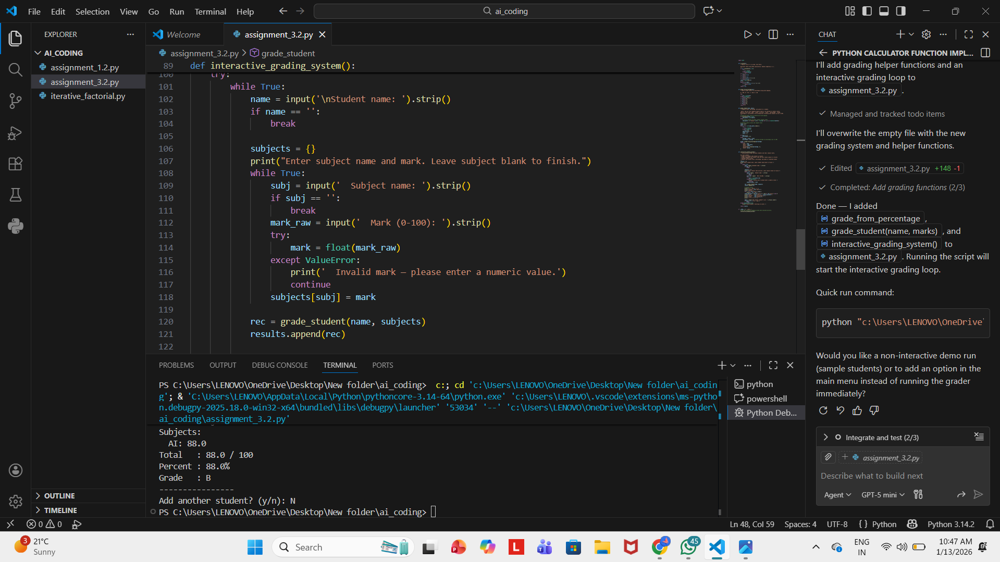 File Edit Selection View Go Run Terminal Help
ai_coding
EXPLORER
AI_CODING
assignment_1.2.py
assignment_3.2.py
iterative_factorial.py
OUTLINE
TIMELINE
Welcome
assignment_3.2.py
assignment_3.2.py > grade_student
89 def interactive_grading_system():
100 try:
101 while True:
102 name = input('\nStudent name: ').strip()
103 if name == '':
104 break
105
106 subjects = {}
107 print("Enter subject name and mark. Leave subject blank to finish.")
108 while True:
109 subj = input('  Subject name: ').strip()
110 if subj == '':
111 break
112 mark_raw = input('  Mark (0-100): ').strip()
113 try:
114 mark = float(mark_raw)
115 except ValueError:
116 print('  Invalid mark — please enter a numeric value.')
117 continue
118 subjects[subj] = mark
119
120 rec = grade_student(name, subjects)
121 results.append(rec)
122
PROBLEMS OUTPUT DEBUG CONSOLE TERMINAL PORTS
PS C:\Users\LENOVO\OneDrive\Desktop\New folder\ai_coding>  c:; cd 'c:\Users\LENOVO\OneDrive\Desktop\New folder\ai_codin
g'; & 'C:\Users\LENOVO\AppData\Local\Python\pythoncore-3.14-64\python.exe' 'c:\Users\LENOVO\.vscode\extensions\ms-pytho
n.debugpy-2025.18.0-win32-x64\bundled\libs\debugpy\launcher' '53034' '--' 'c:\Users\LENOVO\OneDrive\Desktop\New folder\
ai_coding\assignment_3.2.py'
Subjects:
AI: 88.0
Total   : 88.0 / 100
Percent : 88.0%
Grade   : B
----------------
Add another student? (y/n): N
PS C:\Users\LENOVO\OneDrive\Desktop\New folder\ai_coding>
python
powershell
Python Deb...
CHAT
PYTHON CALCULATOR FUNCTION IMPL...
I'll add grading helper functions and an
interactive grading loop to
assignment_3.2.py .
Managed and tracked todo items
I'll overwrite the empty file with the new
grading system and helper functions.
Edited assignment_3.2.py +148 -1
Completed: Add grading functions (2/3)
Done — I added
grade_from_percentage ,
grade_student(name, marks) , and
interactive_grading_system() to
assignment_3.2.py . Running the script will
start the interactive grading loop.
Quick run command:
python "c:\Users\LENOVO\OneDrive\
Would you like a non-interactive demo run
(sample students) or to add an option in the
main menu instead of running the grader
immediately?
Integrate and test (2/3)
assignment_3.2.py
Describe what to build next
Agent GPT-5 mini
0 0
Ln 48, Col 59 Spaces: 4 UTF-8 {} Python Python 3.14.2
3
21°C
Sunny
Search
P
L
T
45
ENG
IN
10:47 AM
1/13/2026